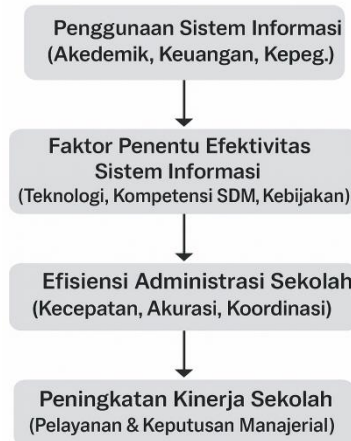 Penggunaan Sistem Informasi
(Akedemik, Keuangan, Kepeg.)
Faktor Penentu Efektivitas
Sistem Informasi
(Teknologi, Kompetensi SDM, Kebijakan)
Efisiensi Administrasi Sekolah
(Kecepatan, Akurasi, Koordinasi)
Peningkatan Kinerja Sekolah
(Pelayanan & Keputusan Manajerial)